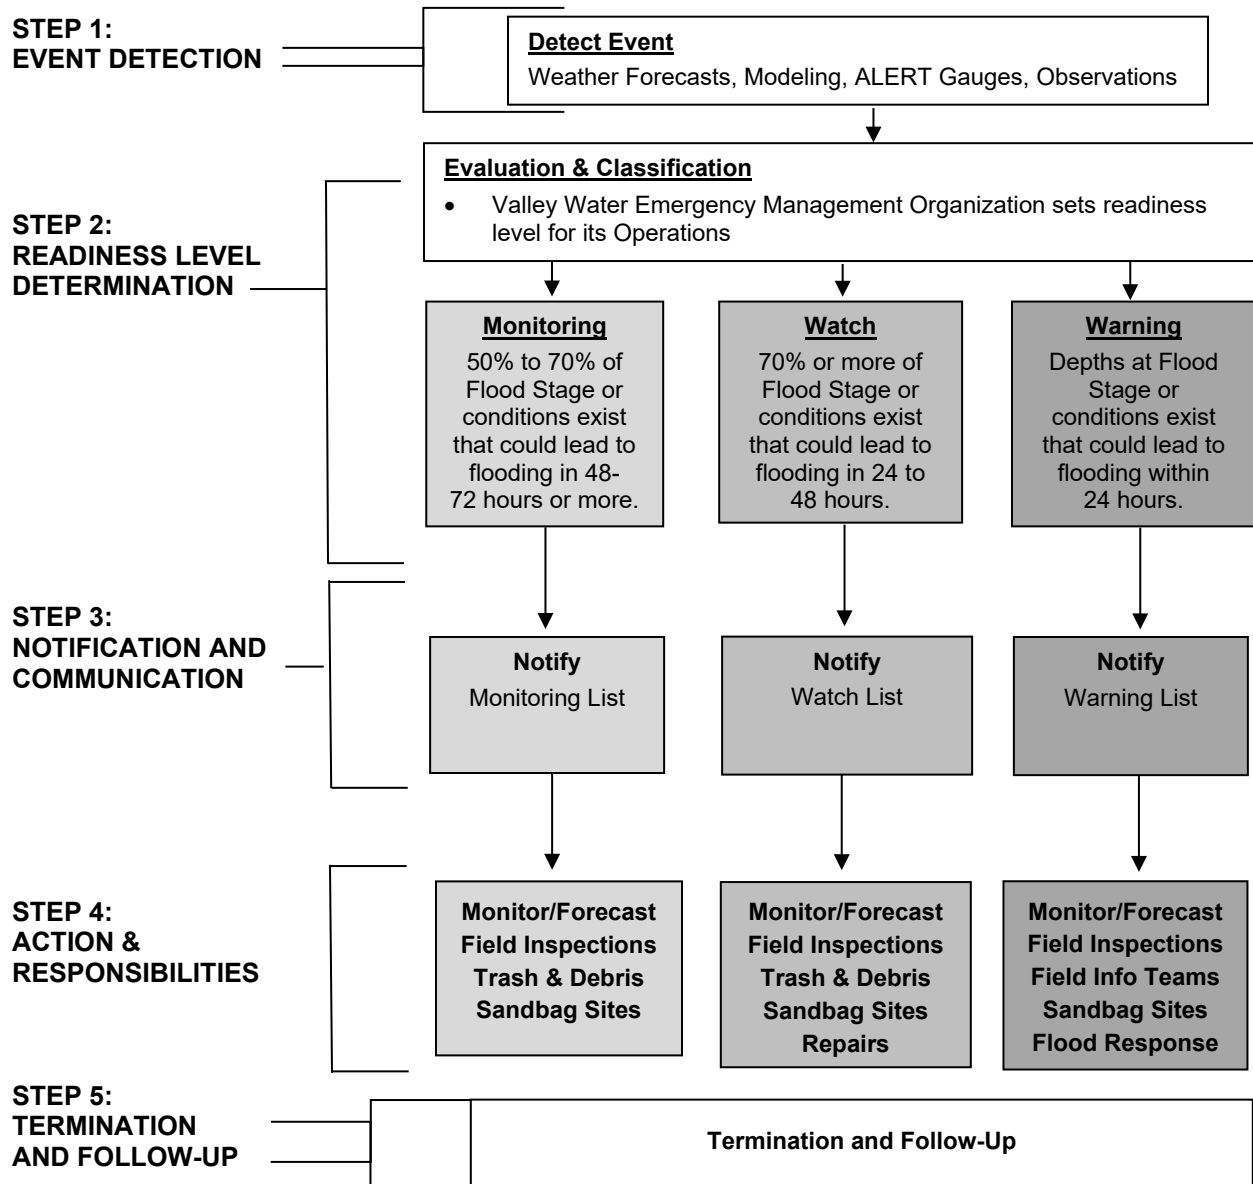 STEP 1:
EVENT DETECTION
Detect Event
Weather Forecasts, Modeling, ALERT Gauges, Observations
STEP 2:
READINESS LEVEL
DETERMINATION
Evaluation & Classification
• Valley Water Emergency Management Organization sets readiness
level for its Operations
Monitoring
50% to 70% of
Flood Stage or
conditions exist
that could lead to
flooding in 48-
72 hours or more.
Watch
70% or more of
Flood Stage or
conditions exist
that could lead to
flooding in 24 to
48 hours.
Warning
Depths at Flood
Stage or
conditions exist
that could lead to
flooding within
24 hours.
STEP 3:
NOTIFICATION AND
COMMUNICATION
Notify
Monitoring List
Notify
Watch List
Notify
Warning List
STEP 4:
ACTION &
RESPONSIBILITIES
Monitor/Forecast
Field Inspections
Trash & Debris
Sandbag Sites
Monitor/Forecast
Field Inspections
Trash & Debris
Sandbag Sites
Repairs
Monitor/Forecast
Field Inspections
Field Info Teams
Sandbag Sites
Flood Response
STEP 5:
TERMINATION
AND FOLLOW-UP
Termination and Follow-Up